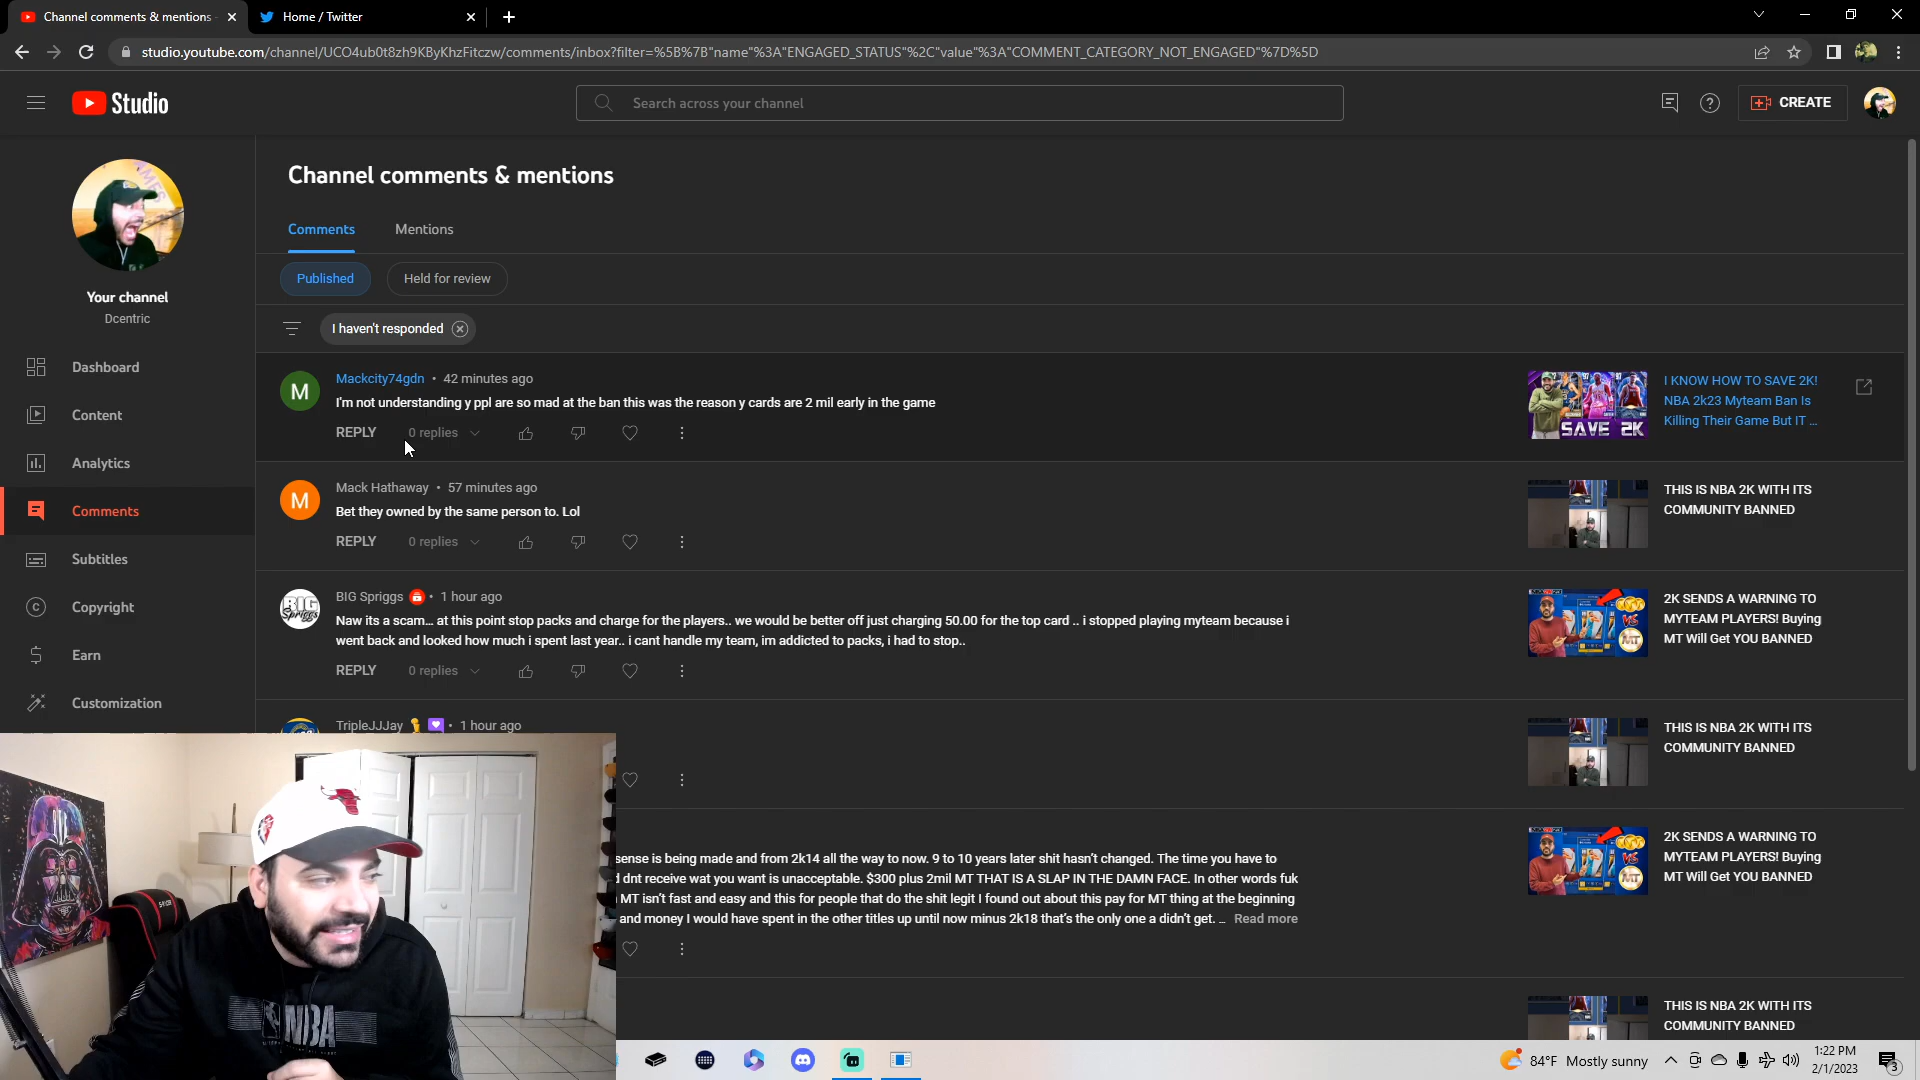 Channel comments & mentions -
Home / Twitter
studio.youtube.com/channel/UCO4ub0t8zh9KByKhzFitczw/comments/inbox?filter=%5B%7B"name"%3A"ENGAGED_STATUS"%2C"value"%3A"COMMENT_CATEGORY_NOT_ENGAGED"%7D%5D
Studio
Search across your channel
CREATE
Channel comments & mentions
Comments
Mentions
Published
Held for review
I haven't responded
Your channel
Dcentric
Dashboard
Content
Analytics
Comments
Subtitles
Copyright
Earn
Customization
M
Mackcity74gdn • 42 minutes ago
I'm not understanding y ppl are so mad at the ban this was the reason y cards are 2 mil early in the game
REPLY 0 replies
SAVE 2K
I KNOW HOW TO SAVE 2K!
NBA 2k23 Myteam Ban Is
Killing Their Game But IT ...
M
Mack Hathaway • 57 minutes ago
Bet they owned by the same person to. Lol
REPLY 0 replies
THIS IS NBA 2K WITH ITS
COMMUNITY BANNED
BIG
Spriggs
BIG Spriggs • 1 hour ago
Naw its a scam... at this point stop packs and charge for the players.. we would be better off just charging 50.00 for the top card .. i stopped playing myteam because i
went back and looked how much i spent last year.. i cant handle my team, im addicted to packs, i had to stop..
REPLY 0 replies
VS
MT
2K SENDS A WARNING TO
MYTEAM PLAYERS! Buying
MT Will Get YOU BANNED
TripleJJJay • 1 hour ago
THIS IS NBA 2K WITH ITS
COMMUNITY BANNED
sense is being made and from 2k14 all the way to now. 9 to 10 years later shit hasn't changed. The time you have to
dnt receive wat you want is unacceptable. $300 plus 2mil MT THAT IS A SLAP IN THE DAMN FACE. In other words fuk
MT isn't fast and easy and this for people that do the shit legit I found out about this pay for MT thing at the beginning
and money I would have spent in the other titles up until now minus 2k18 that's the only one a didn't get. ... Read more
VS
MT
2K SENDS A WARNING TO
MYTEAM PLAYERS! Buying
MT Will Get YOU BANNED
THIS IS NBA 2K WITH ITS
COMMUNITY BANNED
NBA
84°F Mostly sunny
1:22 PM
2/1/2023
3